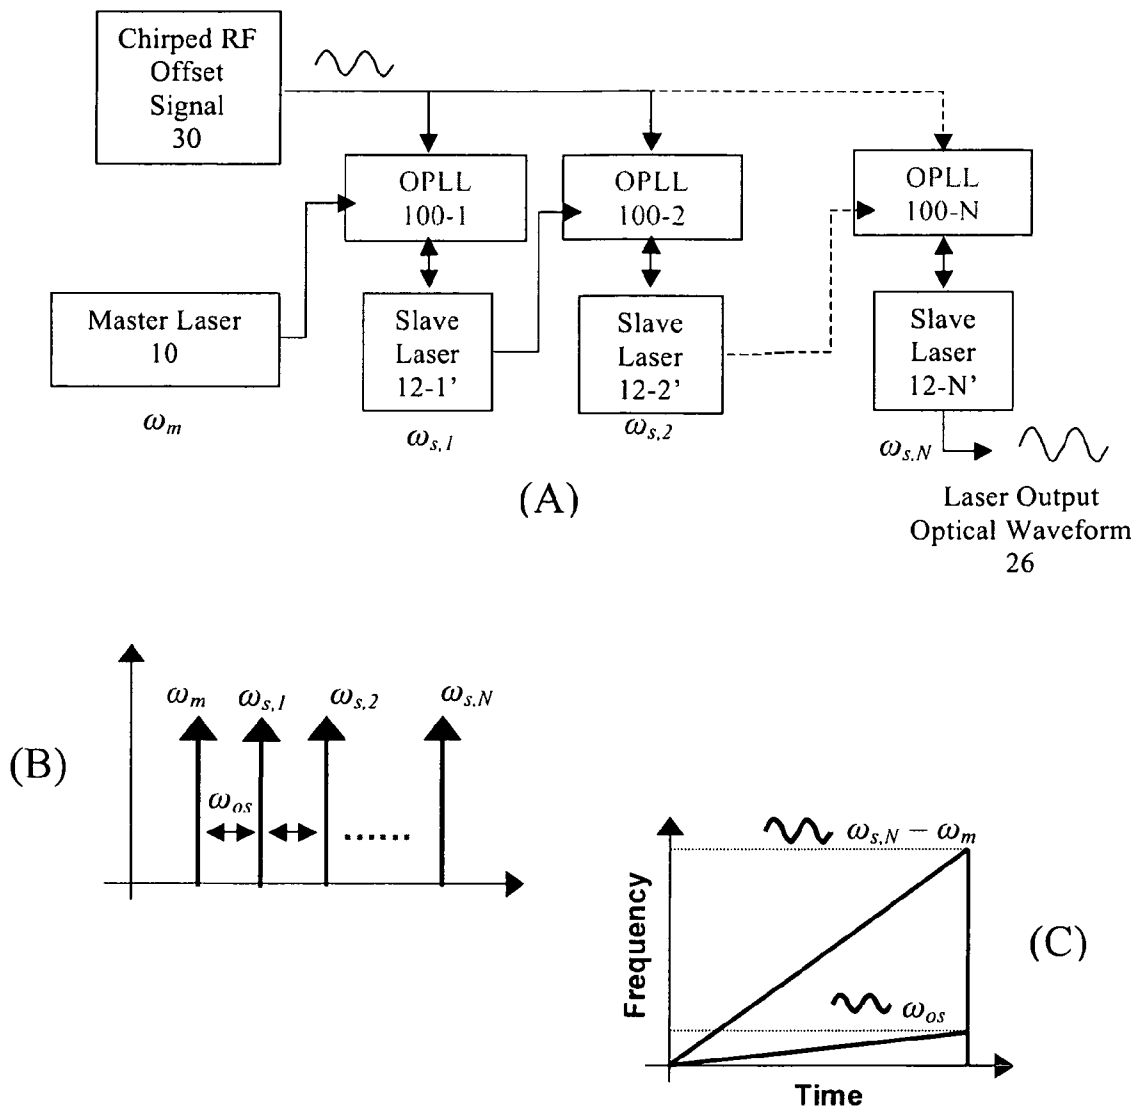 Chirped RF
Offset
Signal
30
OPLL
100-1
OPLL
100-2
OPLL
100-N
Master Laser
10
Slave
Laser
12-1'
Slave
Laser
12-2'
Slave
Laser
12-N'
ωm
ωs,1
ωs,2
ωs,N
(A)
Laser Output
Optical Waveform
26
(B)
ωm
ωs,1
ωs,2
ωs,N
ωos
......
ωs,N − ωm
ωos
Frequency
Time
(C)